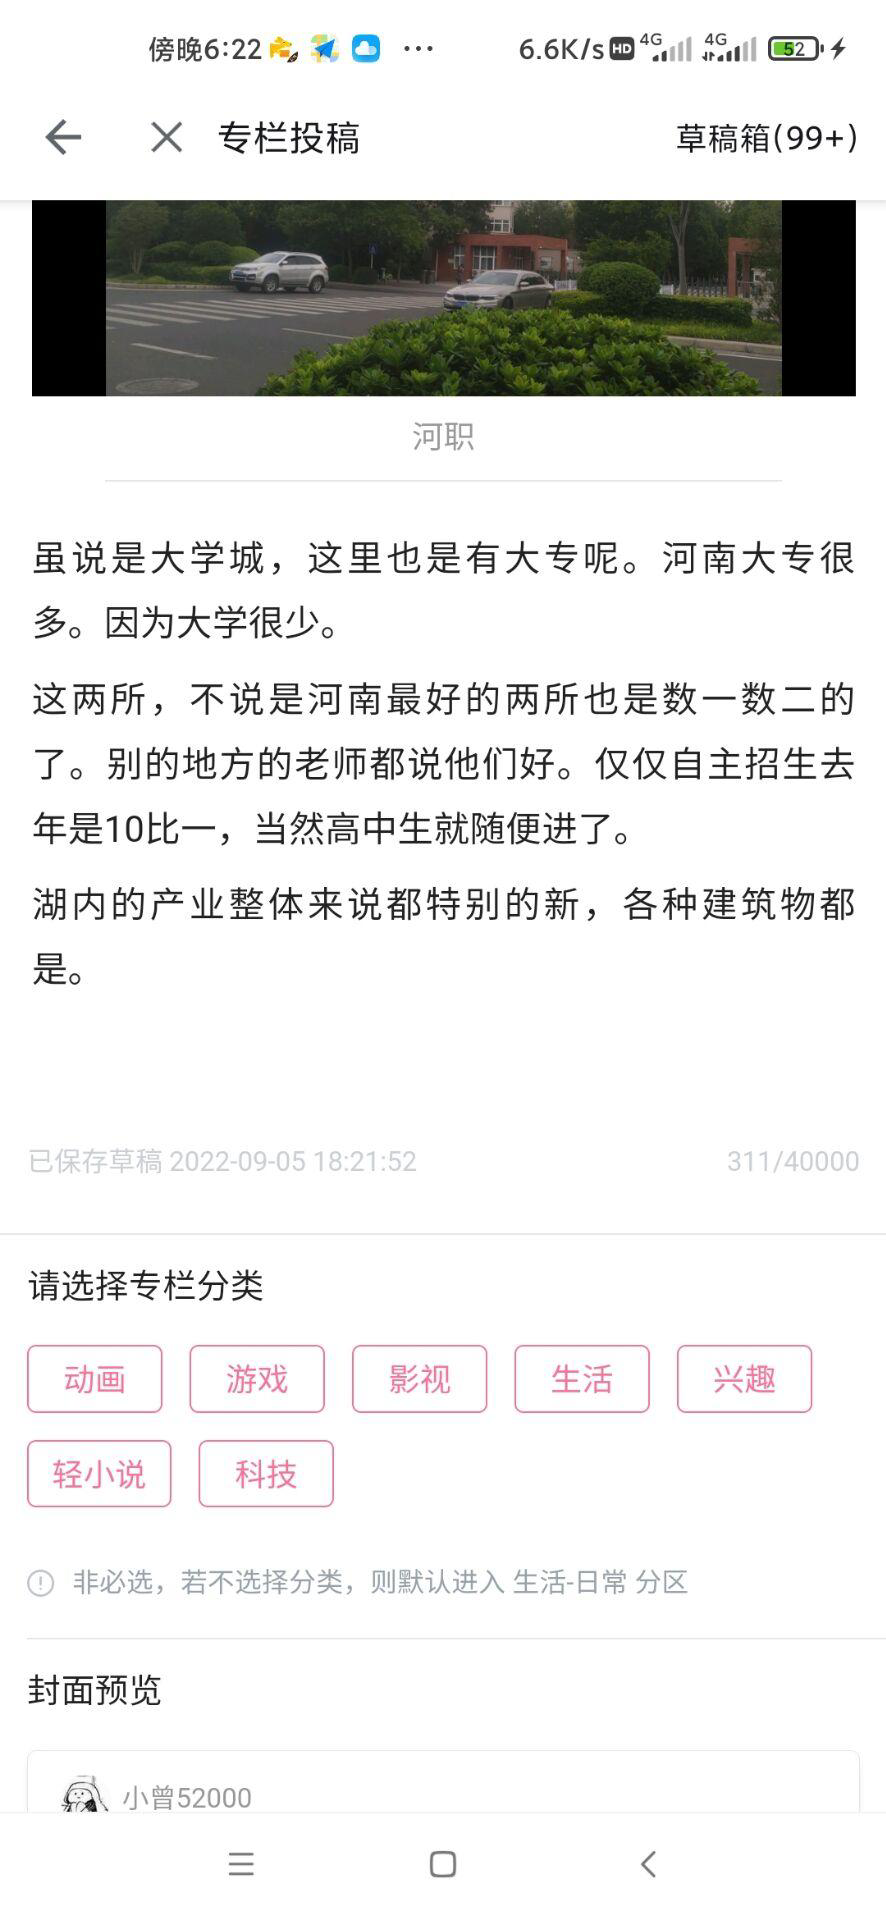 傍晚6:22 ··· 6.6K/s HD 4G 4G 52
专栏投稿 草稿箱(99+)
河职
虽说是大学城，这里也是有大专呢。河南大专很
多。因为大学很少。
这两所，不说是河南最好的两所也是数一数二的
了。别的地方的老师都说他们好。仅仅自主招生去
年是10比一，当然高中生就随便进了。
湖内的产业整体来说都特别的新，各种建筑物都
是。
已保存草稿 2022-09-05 18:21:52 311/40000
请选择专栏分类
动画 游戏 影视 生活 兴趣
轻小说 科技
非必选，若不选择分类，则默认进入 生活-日常 分区
封面预览
小曾52000